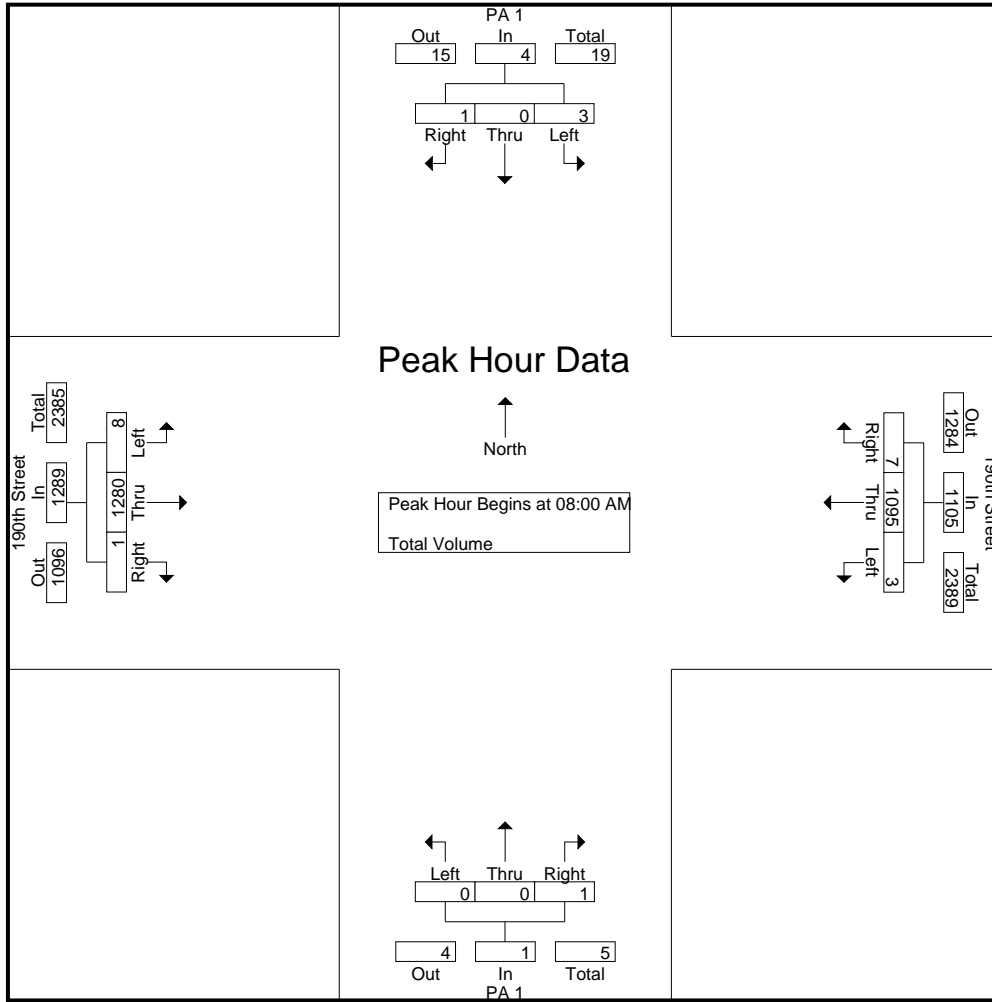 PA 1
Out In Total
15 4 19
1 0 3
Right Thru Left
Peak Hour Data
North
Peak Hour Begins at 08:00 AM
Total Volume
190th Street
Out In Total
1096 1289 2385
1 1280 8
Right Thru Left
190th Street
Out In Total
1284 1105 2389
7 1095 3
Right Thru Left
Left Thru Right
0 0 1
4 1 5
Out In Total
PA 1